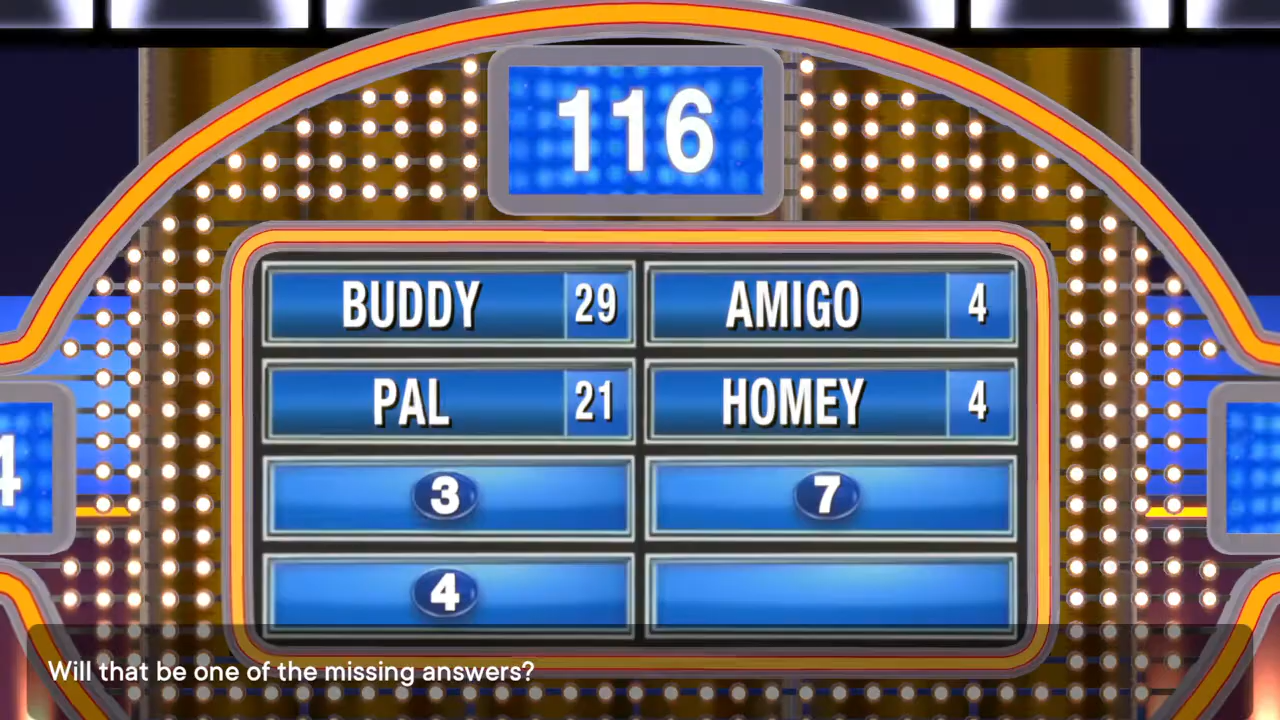 116
BUDDY 29
AMIGO 4
PAL 21
HOMEY 4
3
7
4
4
Will that be one of the missing answers?